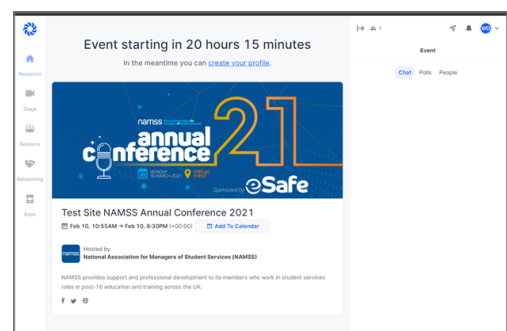 Event starting in 20 hours 15 minutes
In the meantime you can create your profile.
Reception
Stage
Sessions
Networking
Expo
namss
annual
conference
21
MONDAY
15 MARCH 2021
VIRTUAL
EVENT
Sponsored by eSafe
Test Site NAMSS Annual Conference 2021
Feb 10, 10:55AM → Feb 10, 6:30PM (+00:00) Add To Calendar
namss
Hosted by
National Association for Managers of Student Services (NAMSS)
NAMSS provides support and professional development to its members who work in student services
roles in post-16 education and training across the UK.
1
WD
Event
Chat Polls People